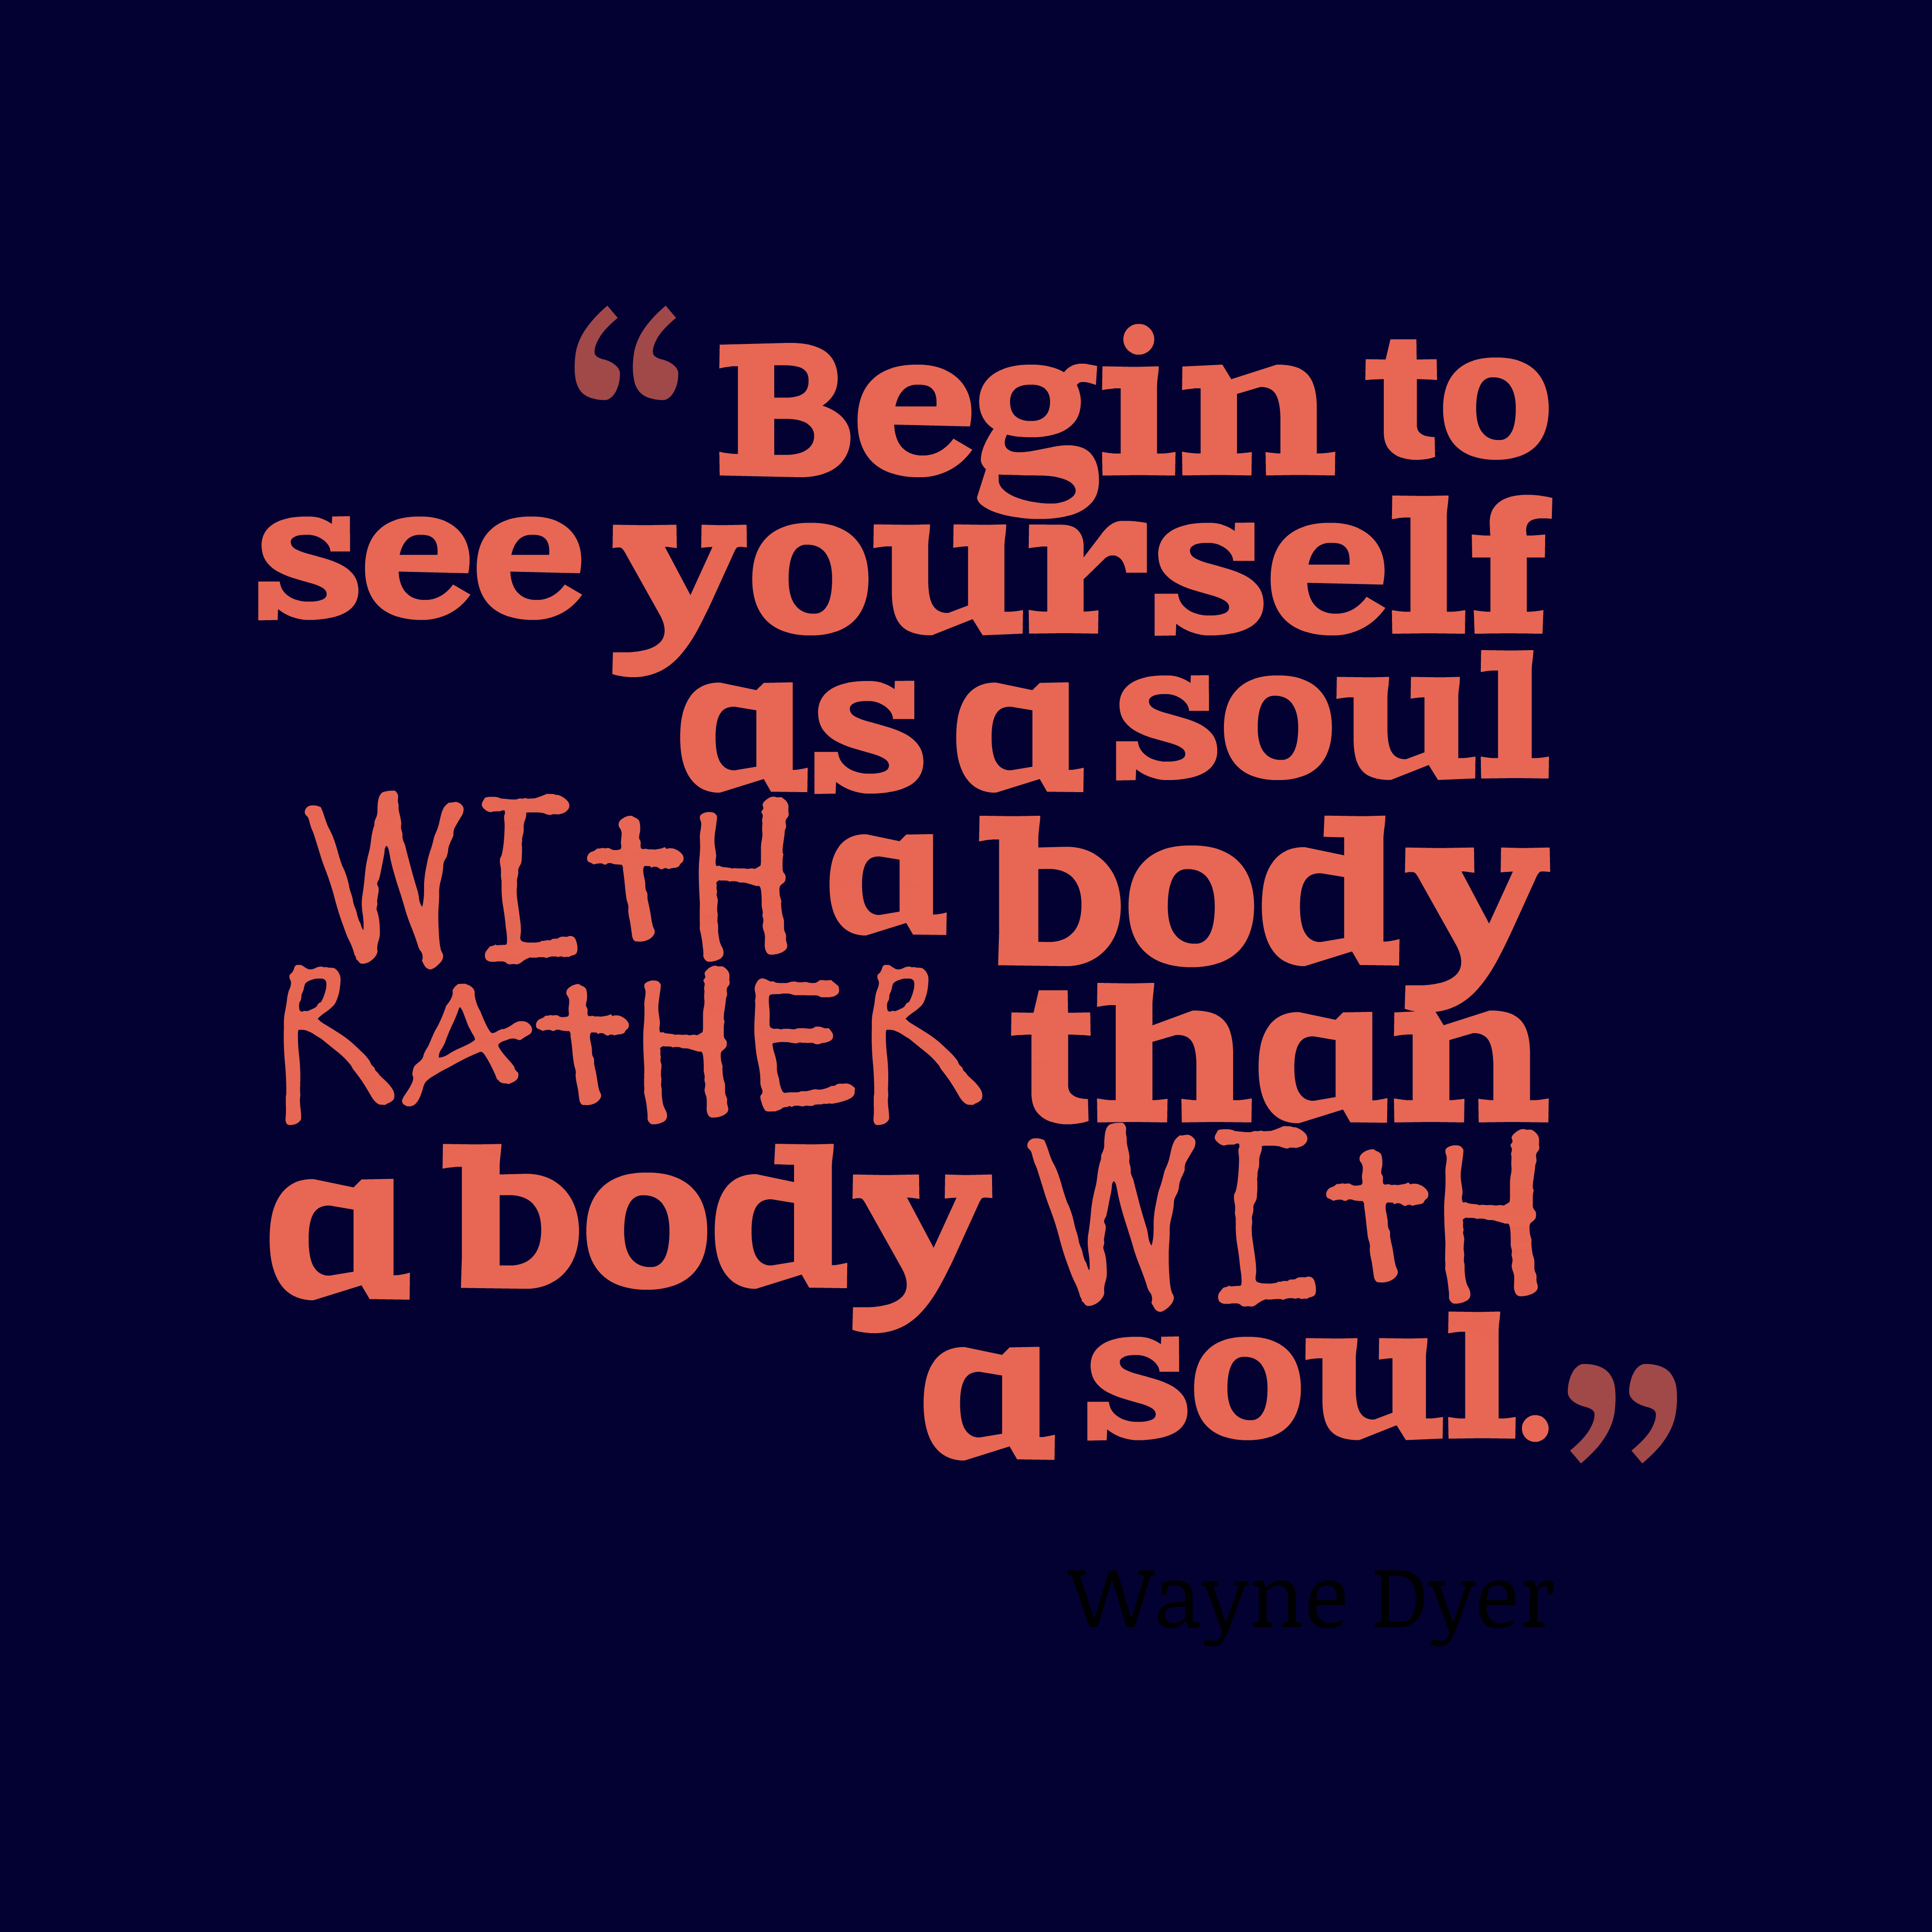 “Begin to
see yourself
as a soul
WItH a body
RAtHER than
a body WItH
a soul.”
Wayne Dyer